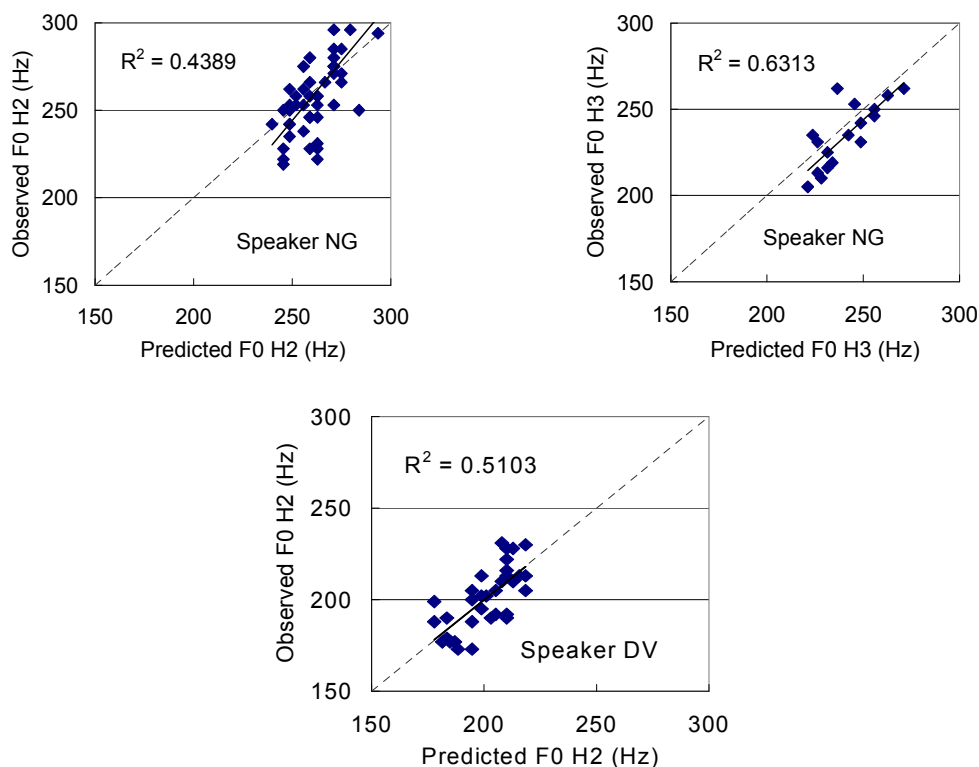 300
250
200
150
Observed F0 H2 (Hz)
R² = 0.4389
Speaker NG
150 200 250 300
Predicted F0 H2 (Hz)
300
250
200
150
Observed F0 H3 (Hz)
R² = 0.6313
Speaker NG
150 200 250 300
Predicted F0 H3 (Hz)
300
250
200
150
Observed F0 H2 (Hz)
R² = 0.5103
Speaker DV
150 200 250 300
Predicted F0 H2 (Hz)